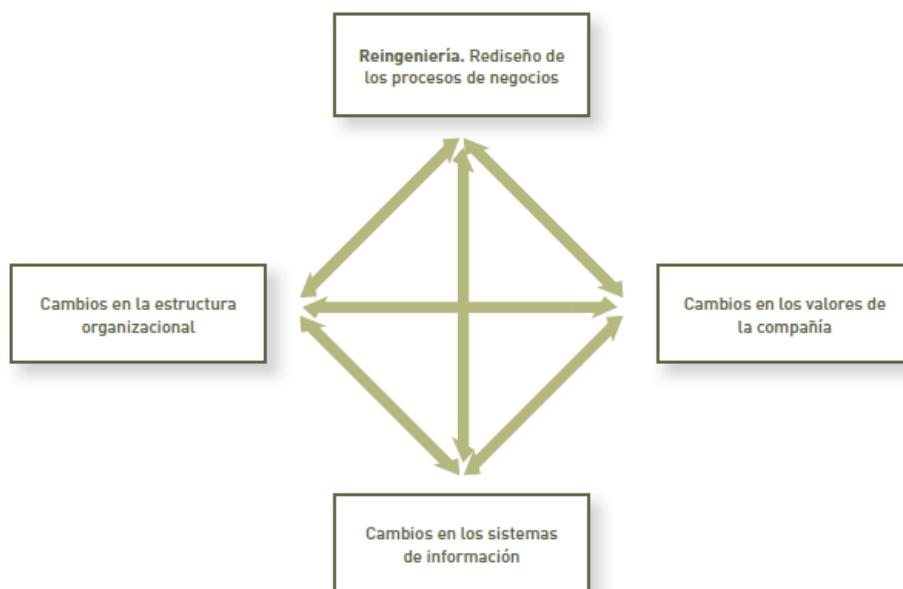 Reingeniería. Rediseño de
los procesos de negocios
Cambios en la estructura
organizacional
Cambios en los valores de
la compañía
Cambios en los sistemas
de información